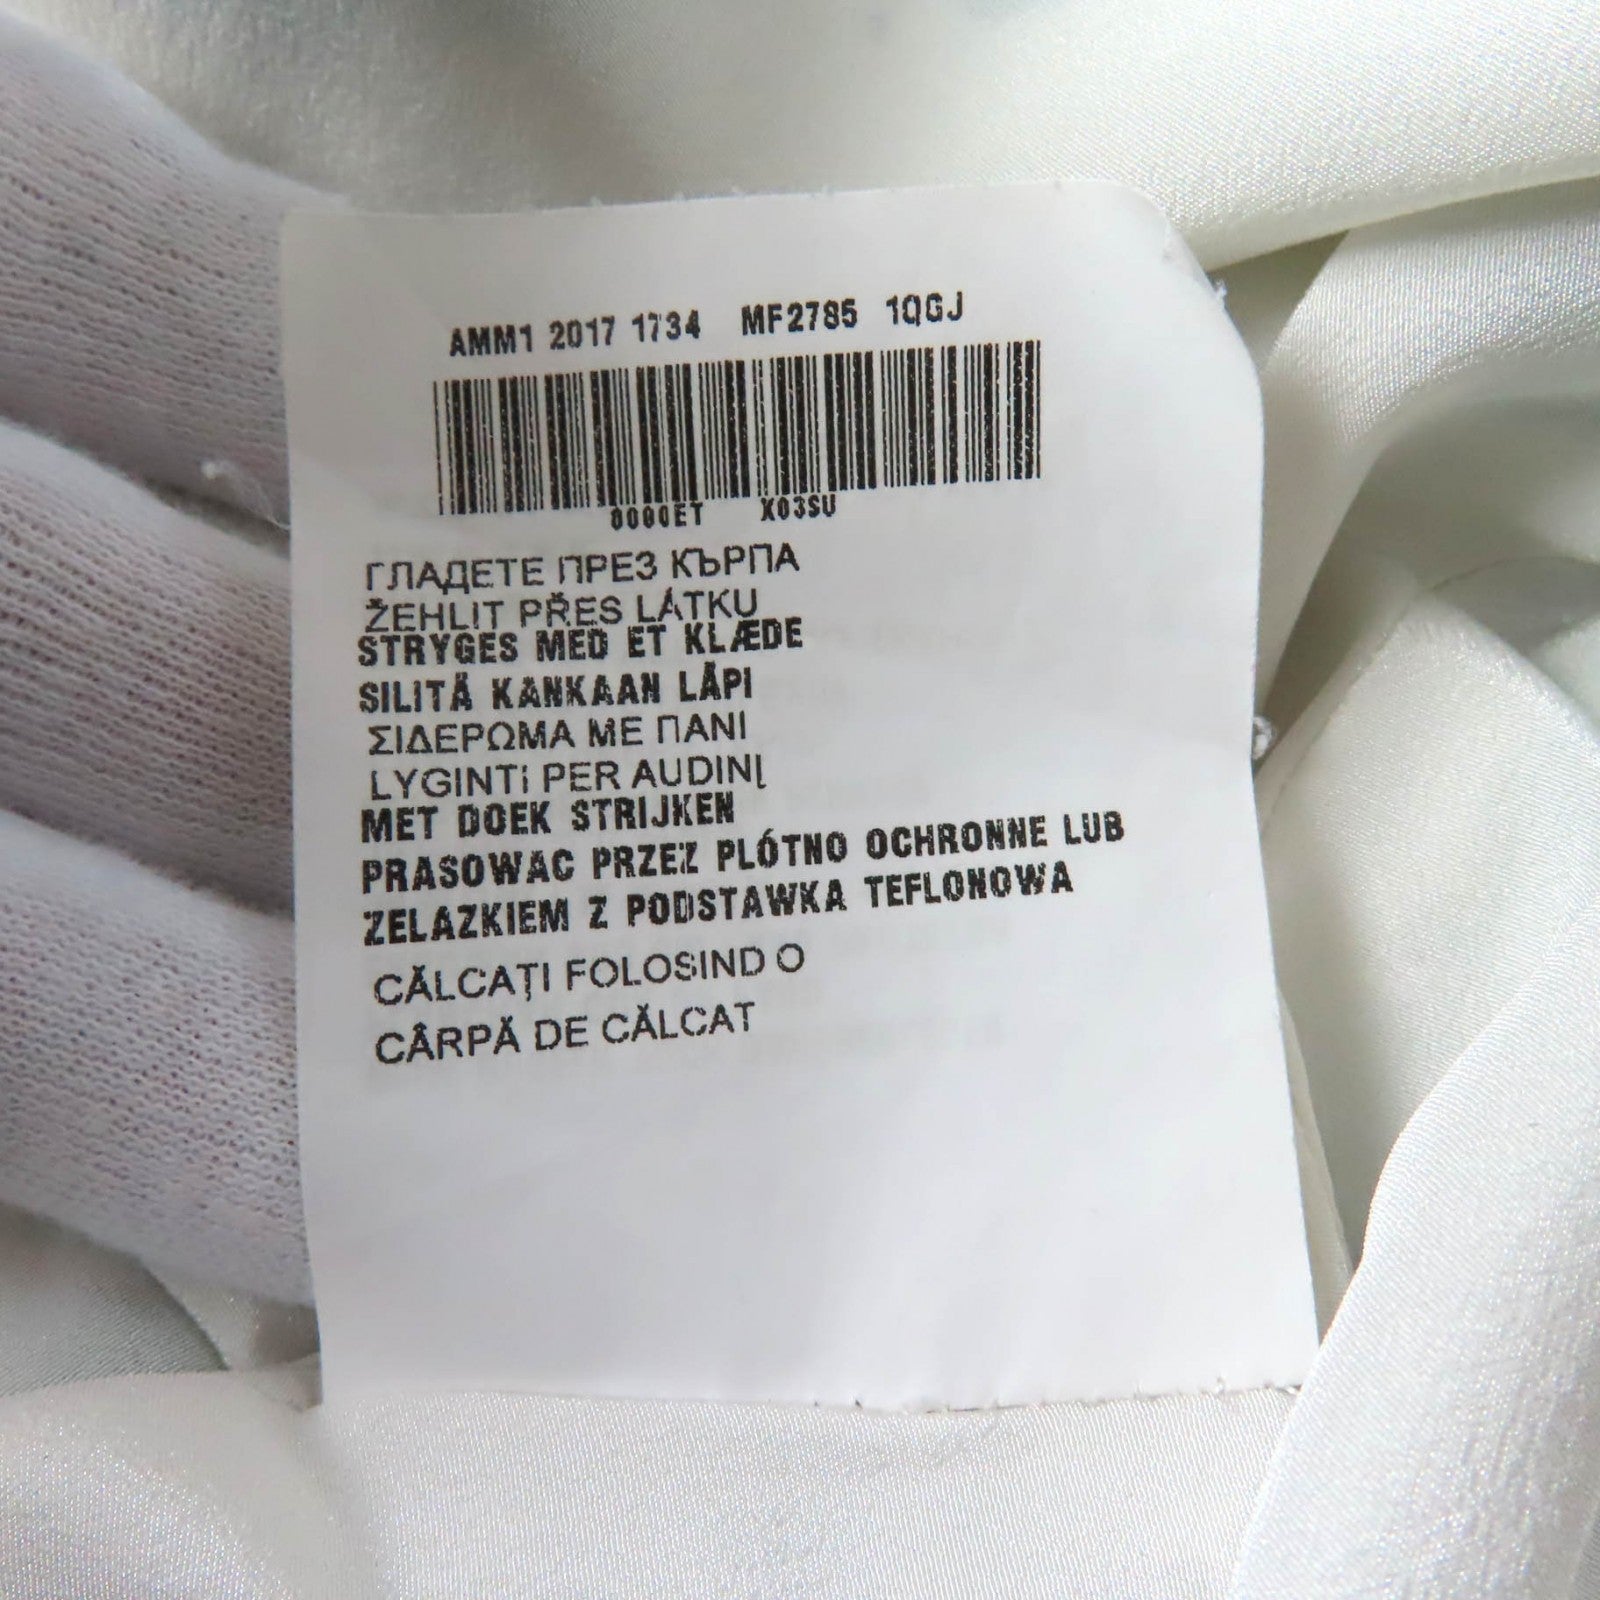 AMM1 2017 1734 MF2785 1QGJ
0000ET X03SU
ГЛАДЕТЕ ПРЕЗ КЪРПА
ŽEHLIT PŘES LÁTKU
STRYGES MED ET KLÆDE
SILITÄ KANKAAN LÄPI
ΣΙΔΕΡΩΜΑ ΜΕ ΠΑΝΙ
LYGINTI PER AUDINĮ
MET DOEK STRIJKEN
PRASOWAC PRZEZ PLÓTNO OCHRONNE LUB
ZELAZKIEM Z PODSTAWKA TEFLONOWA
CĂLCAȚI FOLOSIND O
CÂRPĂ DE CĂLCAT